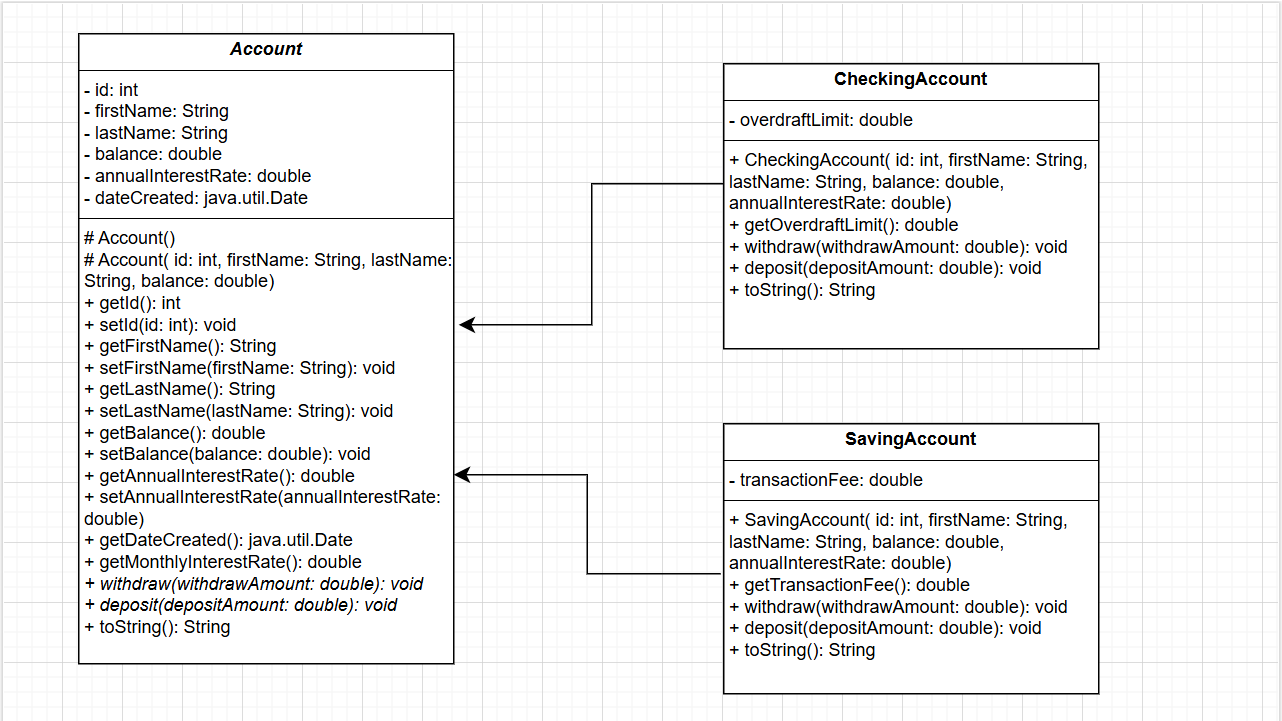 Account
- id: int
- firstName: String
- lastName: String
- balance: double
- annualInterestRate: double
- dateCreated: java.util.Date
# Account()
# Account( id: int, firstName: String, lastName:
String, balance: double)
+ getId(): int
+ setId(id: int): void
+ getFirstName(): String
+ setFirstName(firstName: String): void
+ getLastName(): String
+ setLastName(lastName: String): void
+ getBalance(): double
+ setBalance(balance: double): void
+ getAnnualInterestRate(): double
+ setAnnualInterestRate(annualInterestRate:
double)
+ getDateCreated(): java.util.Date
+ getMonthlyInterestRate(): double
+ withdraw(withdrawAmount: double): void
+ deposit(depositAmount: double): void
+ toString(): String
CheckingAccount
- overdraftLimit: double
+ CheckingAccount( id: int, firstName: String,
lastName: String, balance: double,
annualInterestRate: double)
+ getOverdraftLimit(): double
+ withdraw(withdrawAmount: double): void
+ deposit(depositAmount: double): void
+ toString(): String
SavingAccount
- transactionFee: double
+ SavingAccount( id: int, firstName: String,
lastName: String, balance: double,
annualInterestRate: double)
+ getTransactionFee(): double
+ withdraw(withdrawAmount: double): void
+ deposit(depositAmount: double): void
+ toString(): String